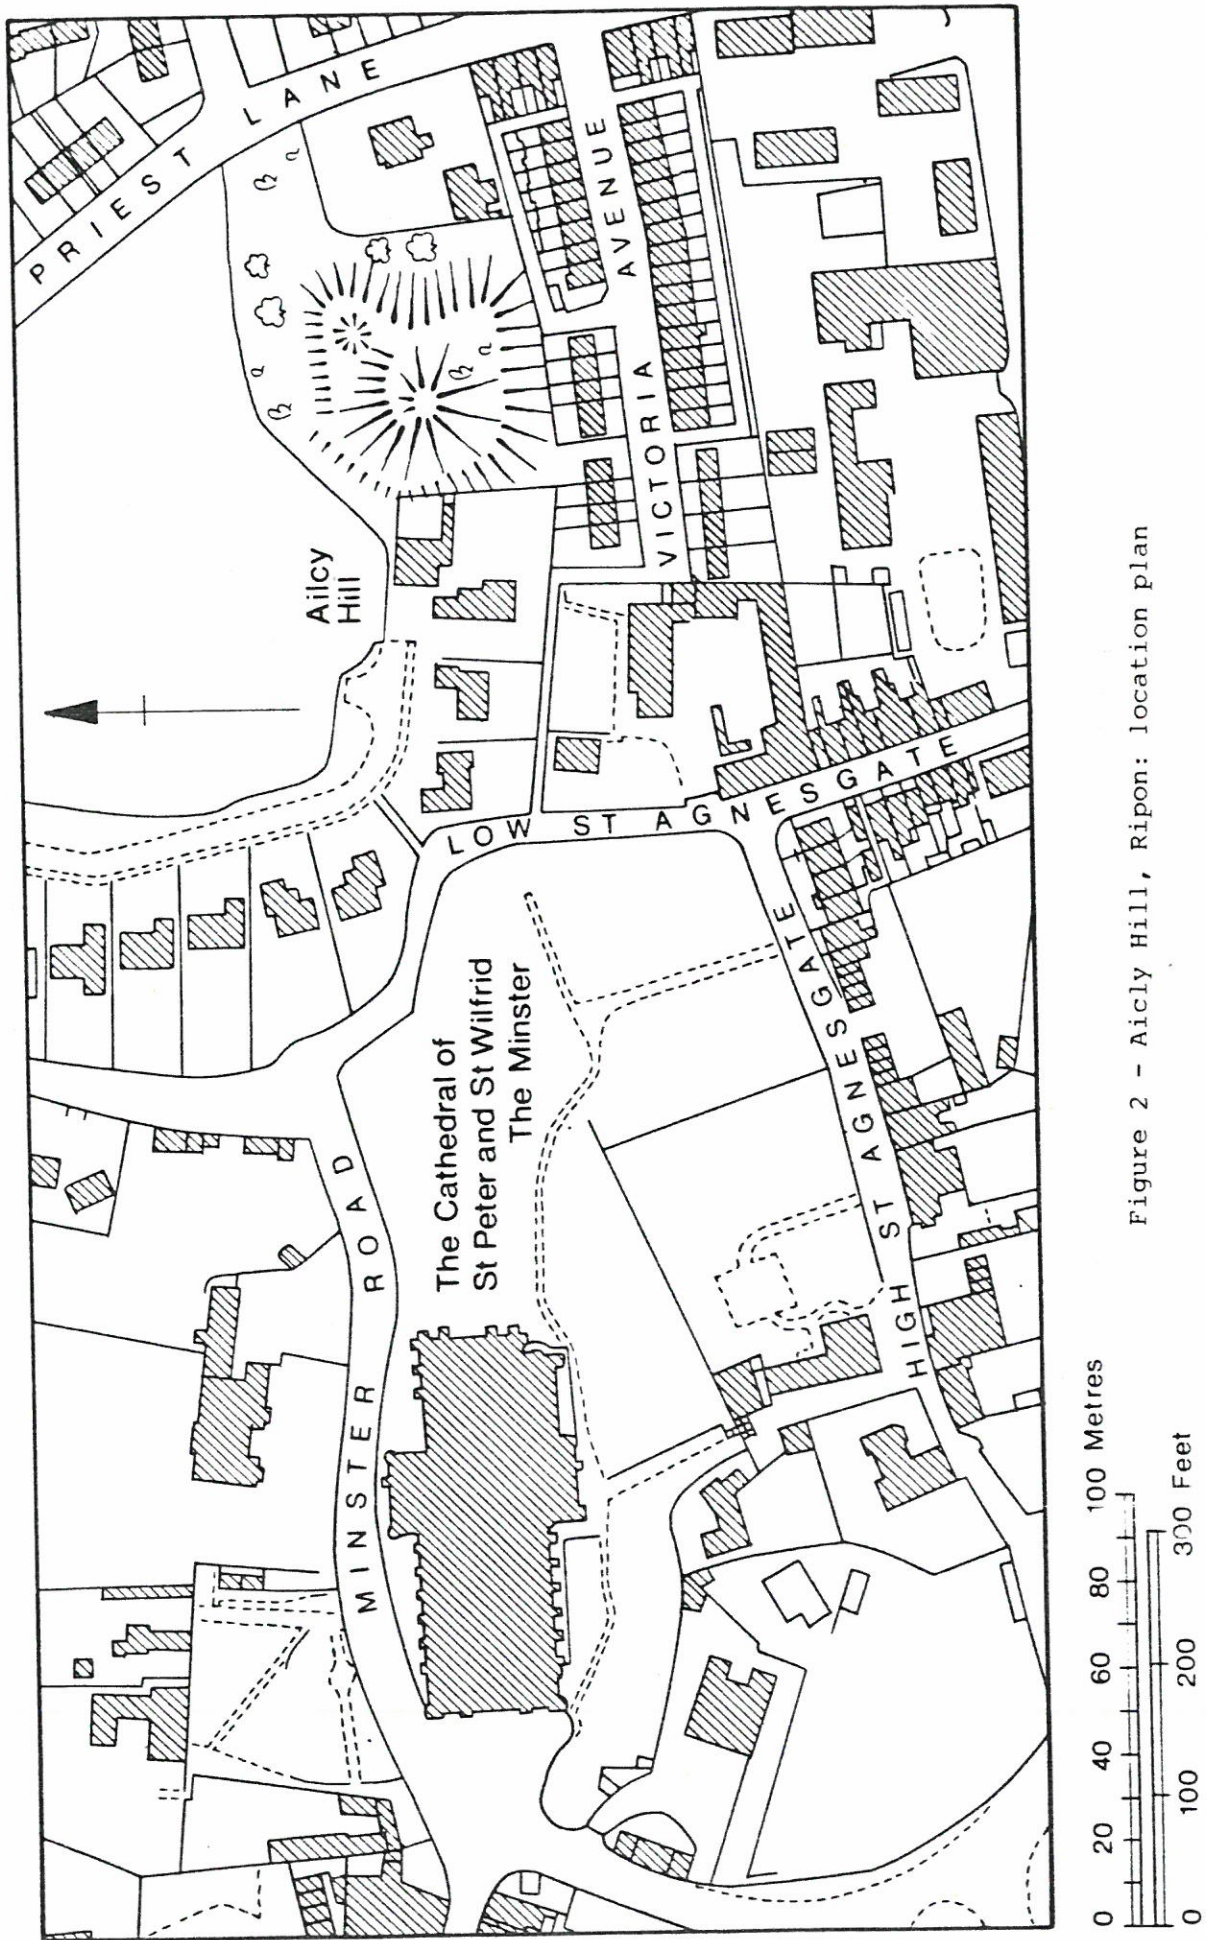 PRIEST LANE
Ailcy
Hill
VICTORIA AVENUE
LOW ST AGNESGATE
The Cathedral of
St Peter and St Wilfrid
The Minster
MINSTER ROAD
HIGH ST AGNESGATE
0 20 40 60 80 100 Metres
0 100 200 300 Feet
Figure 2 - Aicly Hill, Ripon: location plan